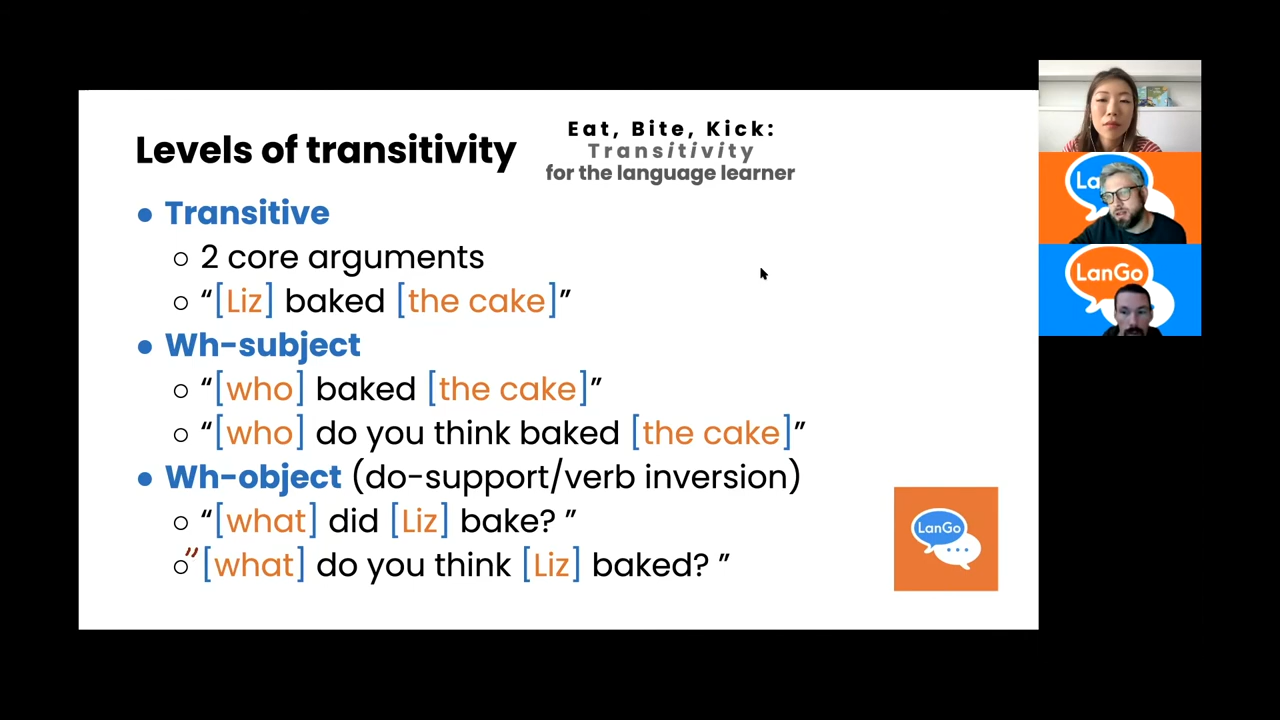 Levels of transitivity
Eat, Bite, Kick:
Transitivity
for the language learner
● Transitive
○ 2 core arguments
○ “[Liz] baked [the cake]”
● Wh-subject
○ “[who] baked [the cake]”
○ “[who] do you think baked [the cake]”
● Wh-object (do-support/verb inversion)
○ “[what] did [Liz] bake? ”
○ ”[what] do you think [Liz] baked? ”
LanGo
La
LanGo